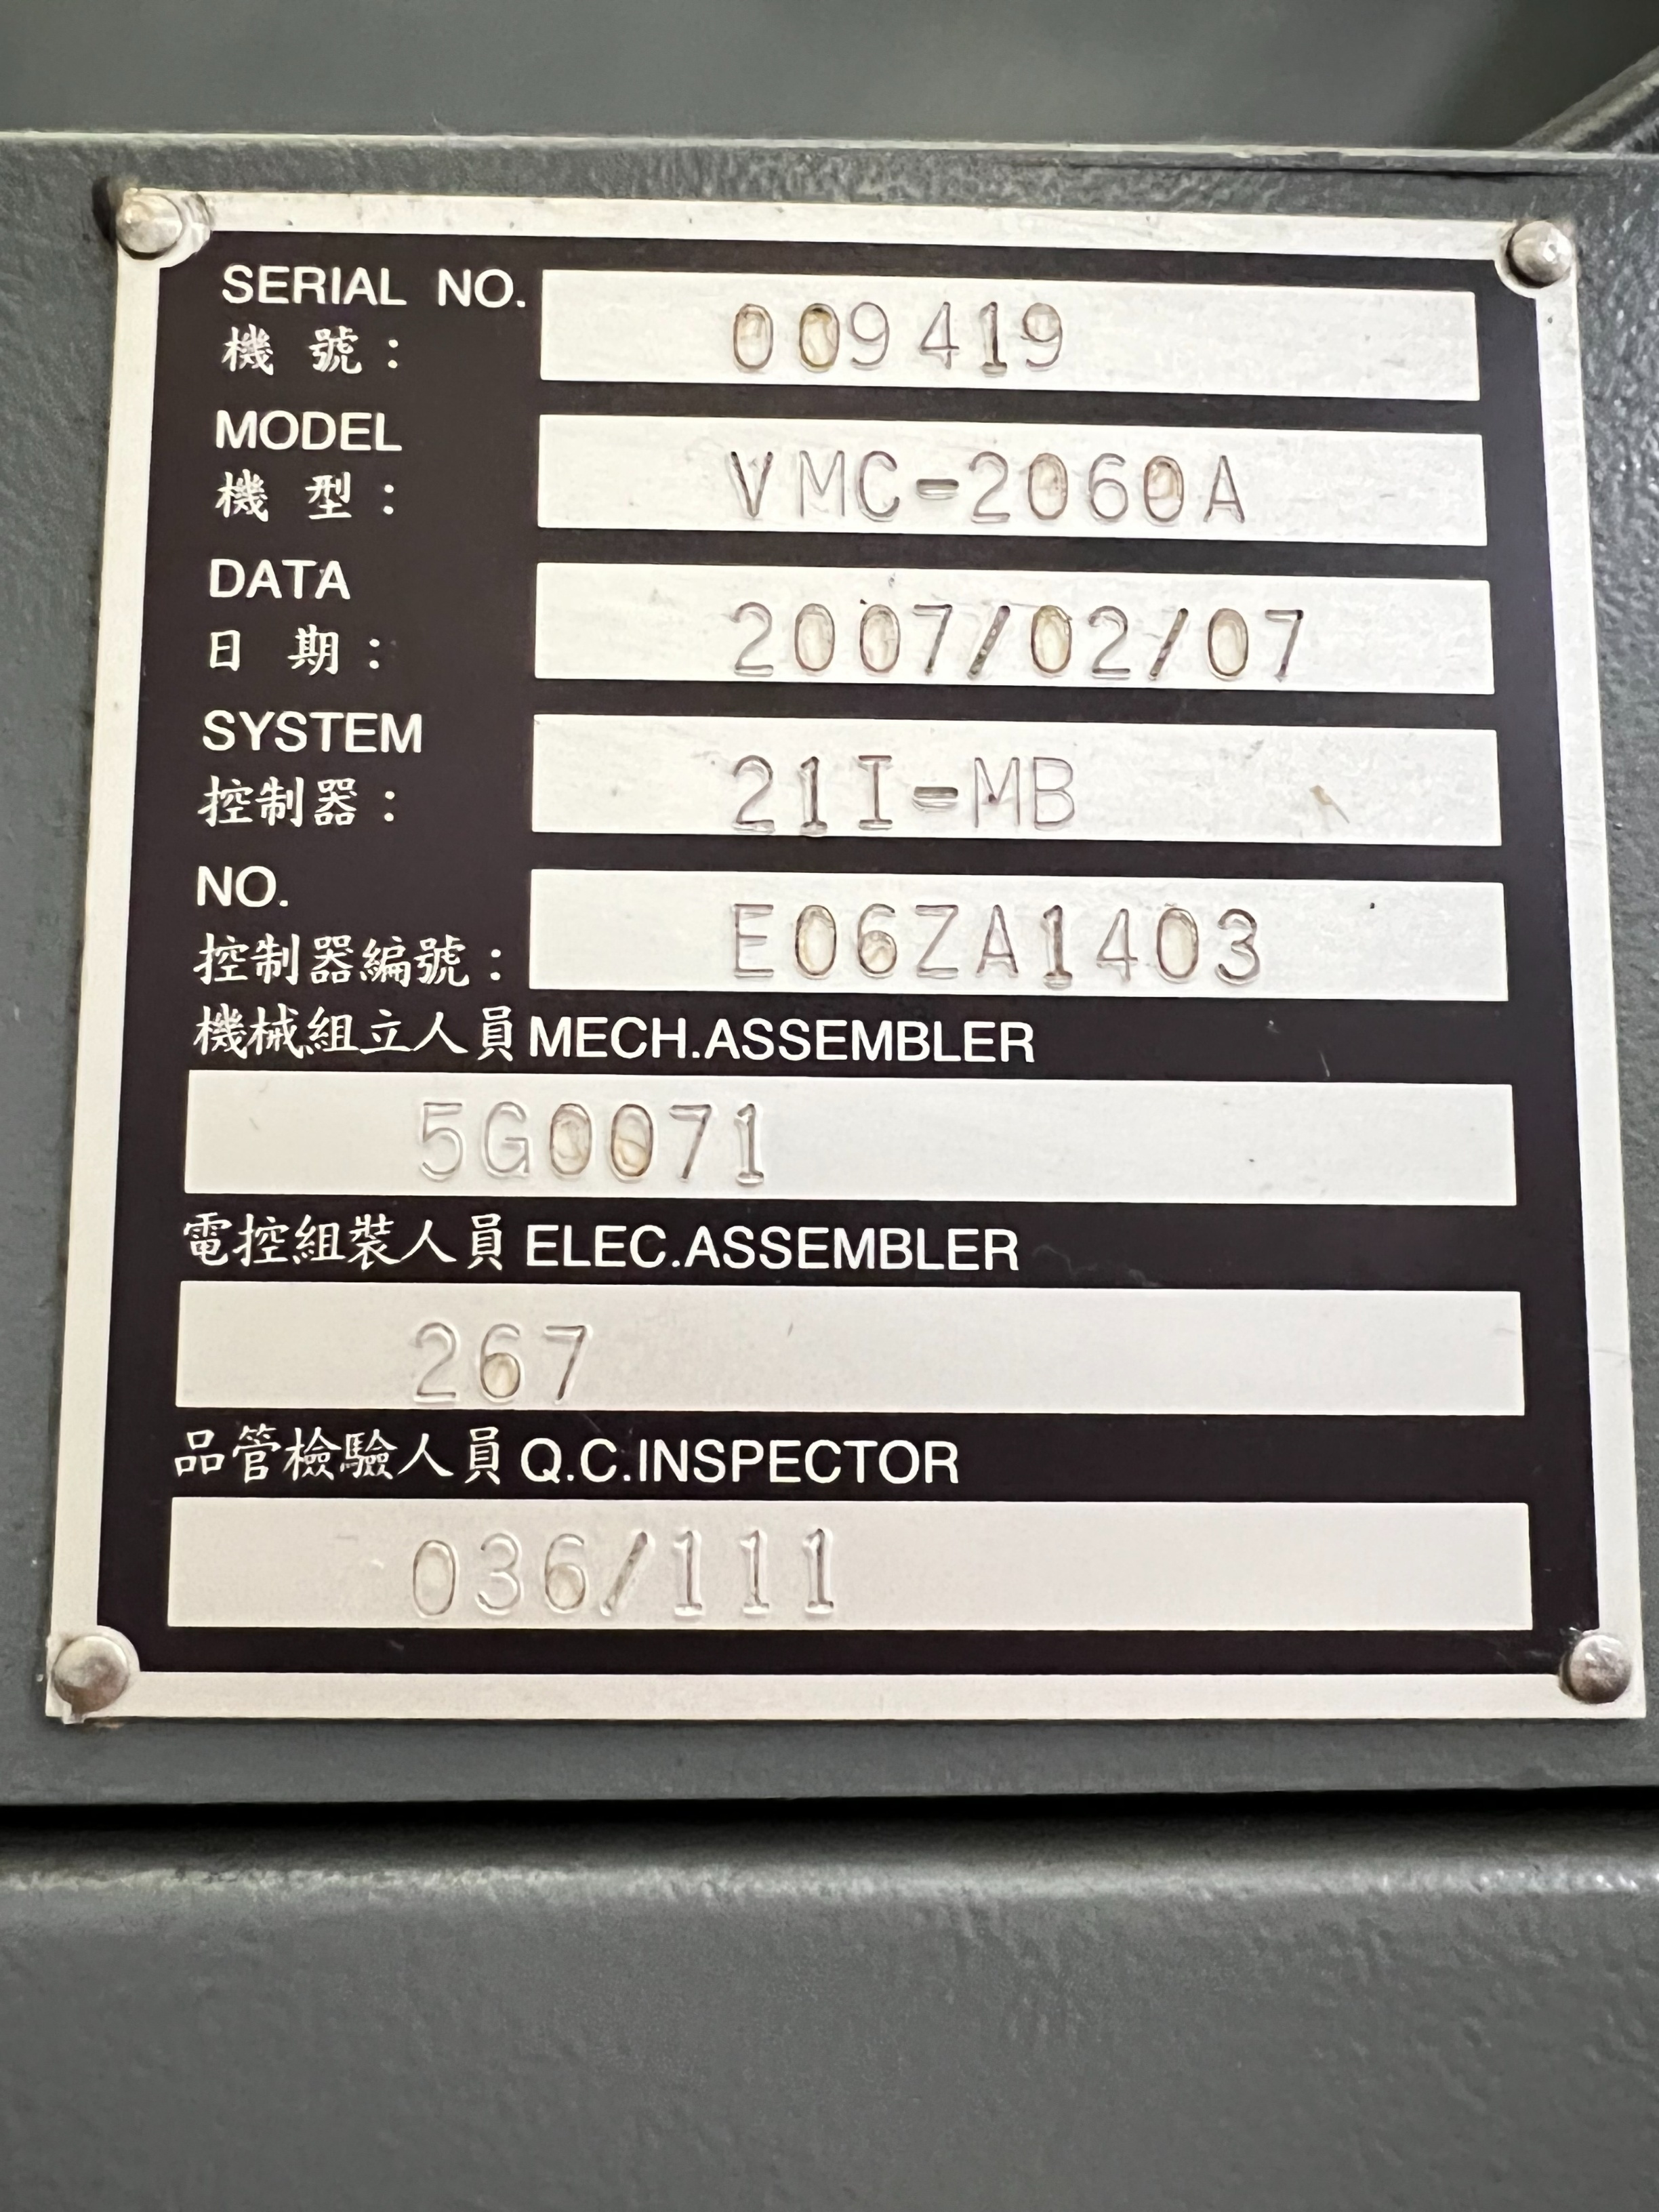 SERIAL NO. 009419
機 號：
MODEL VMC-2060A
機 型：
DATA 2007/02/07
日 期：
SYSTEM 21I-MB
控制器：
NO. E06ZA1403
控制器編號：
機械組立人員 MECH.ASSEMBLER
5G0071
電控組裝人員 ELEC.ASSEMBLER
267
品管檢驗人員 Q.C.INSPECTOR
036/111